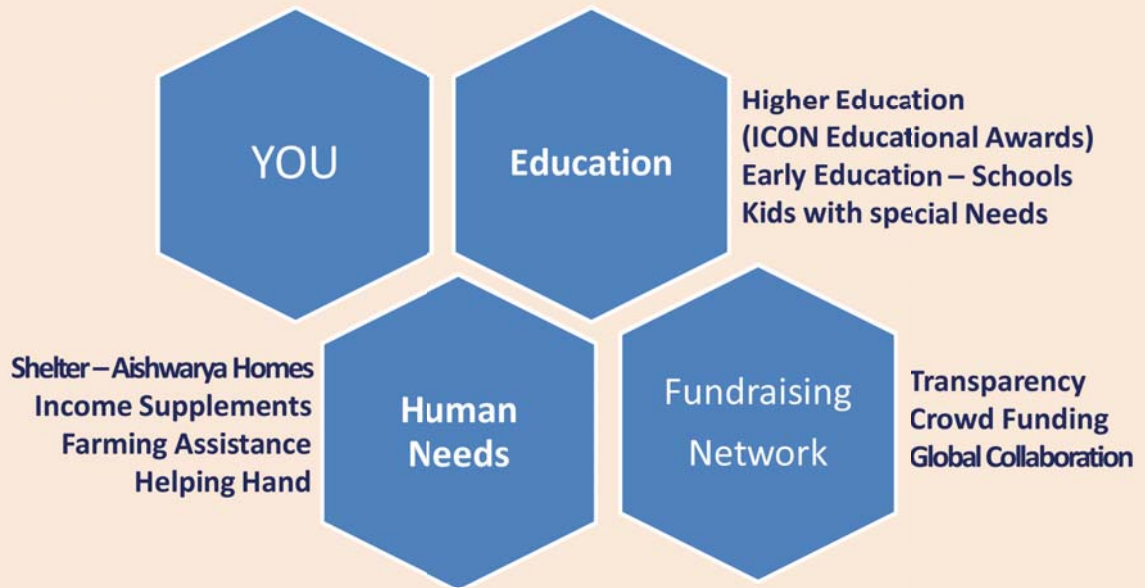 YOU
Education
Higher Education
(ICON Educational Awards)
Early Education – Schools
Kids with special Needs
Shelter – Aishwarya Homes
Income Supplements
Farming Assistance
Helping Hand
Human
Needs
Fundraising
Network
Transparency
Crowd Funding
Global Collaboration